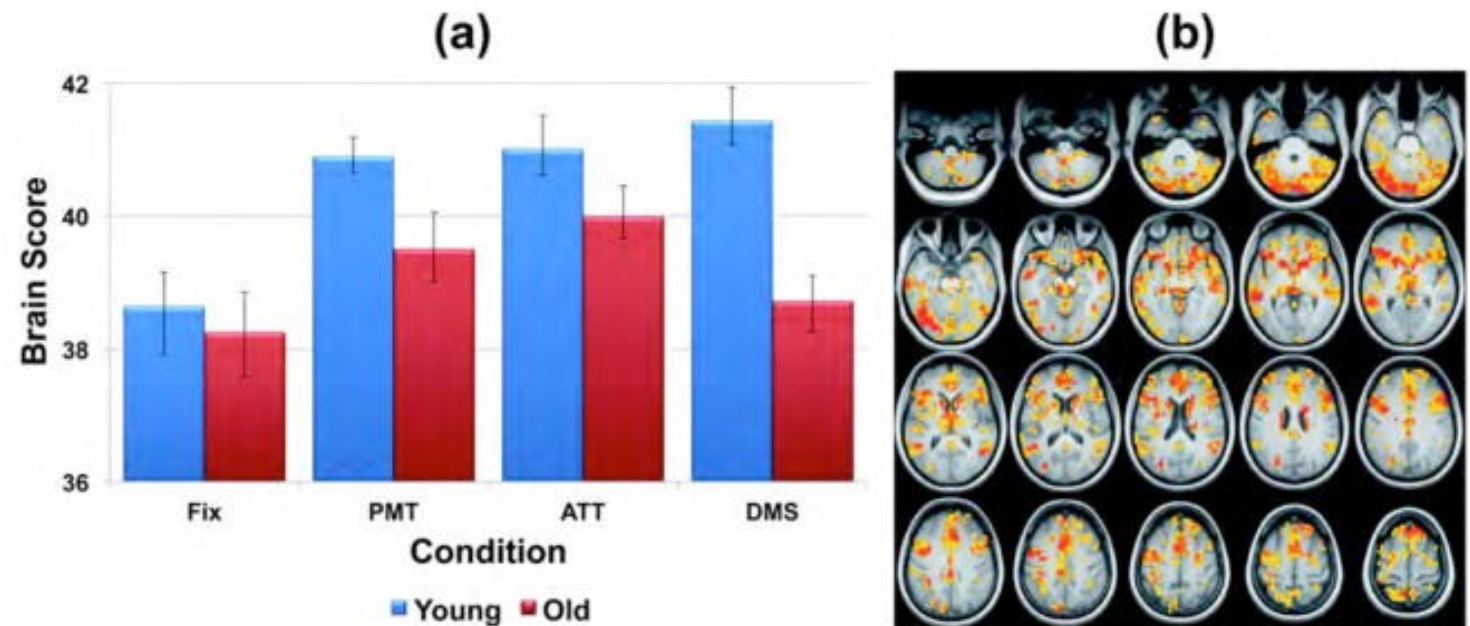 (a)
(b)
42
40
38
36
Brain Score
Fix PMT ATT DMS
Condition
Young Old